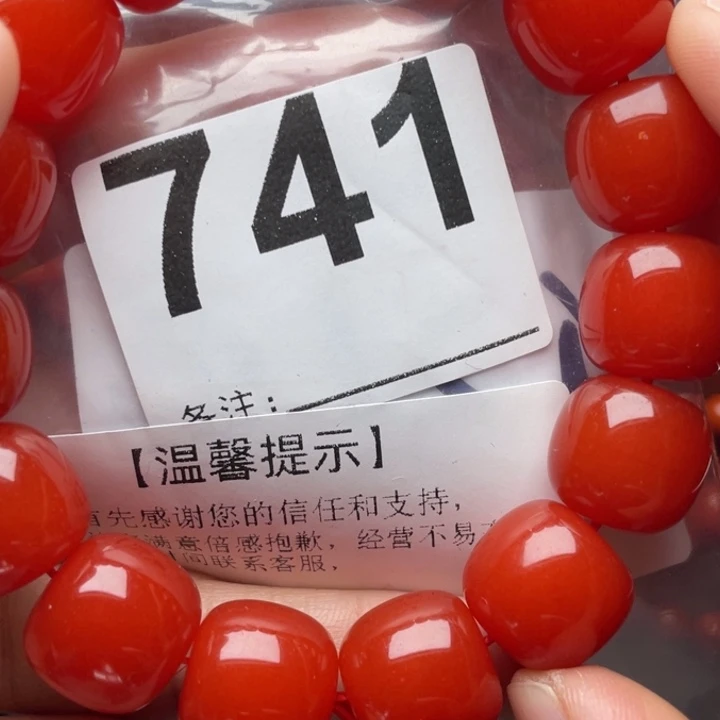 741
备注:
【温馨提示】
首先感谢您的信任和支持,
满意倍感抱歉, 经营不易
间联系客服,